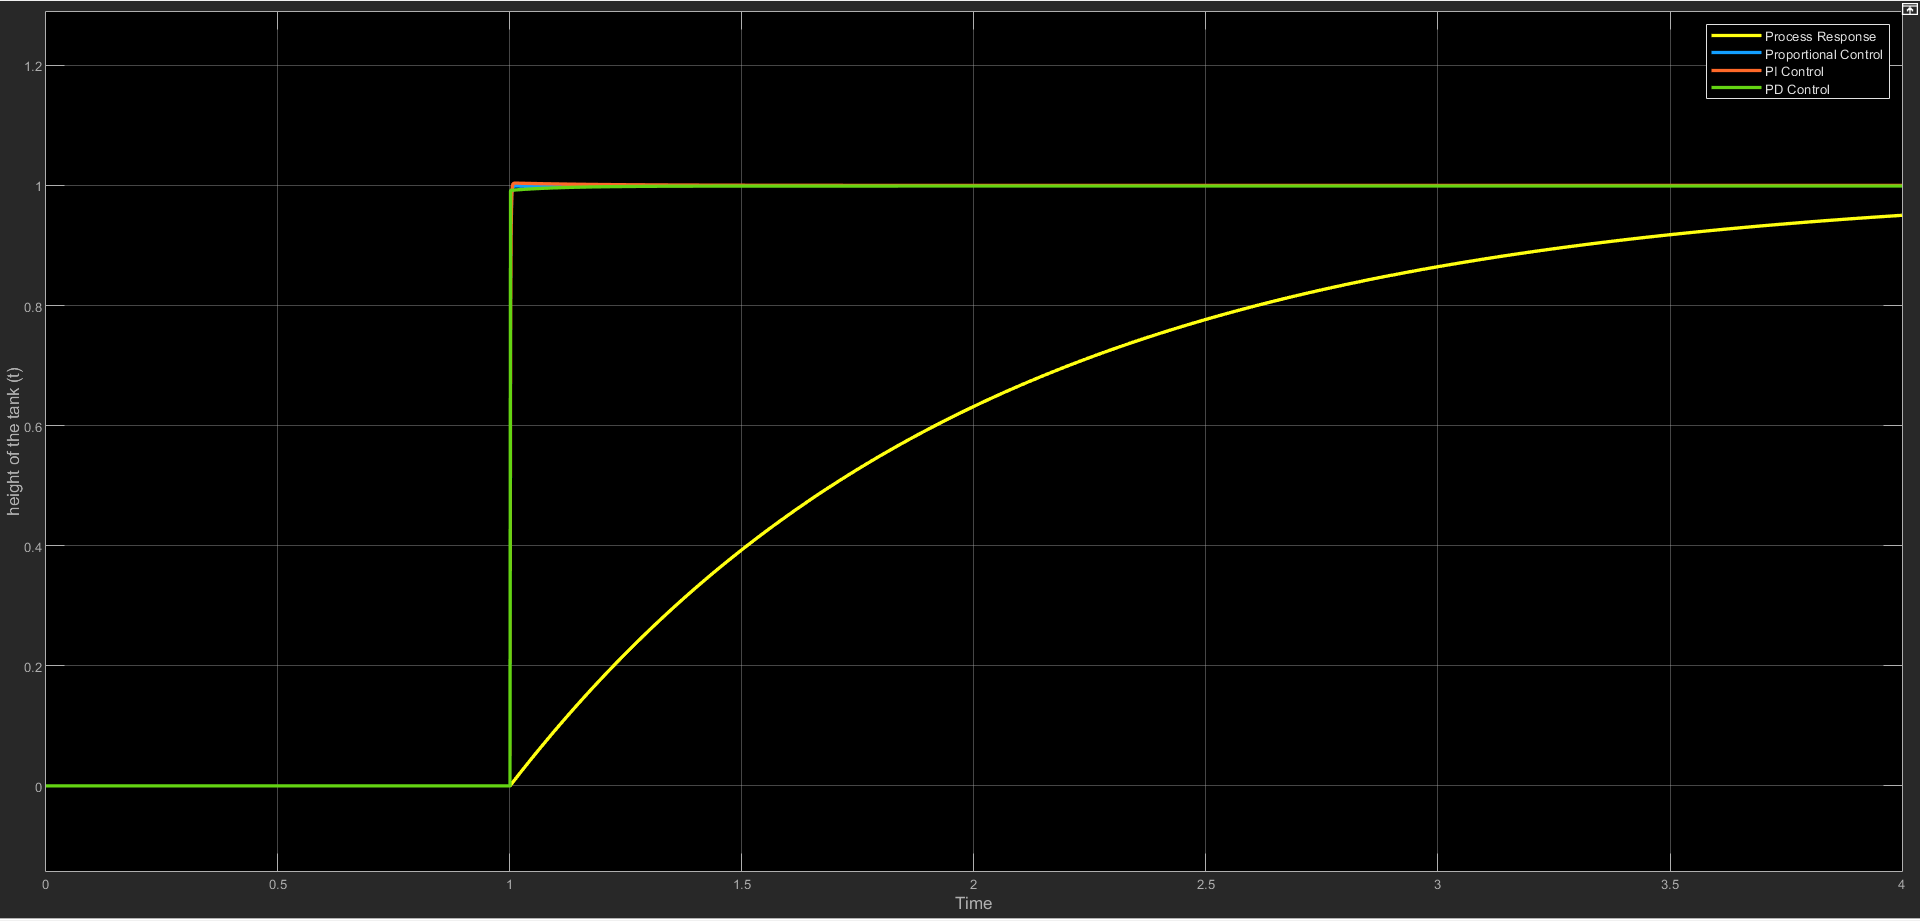 Process Response
Proportional Control
PI Control
PD Control
1.2
1
0.8
0.6
0.4
0.2
0
height of the tank (t)
0
0.5
1
1.5
2
2.5
3
3.5
4
Time